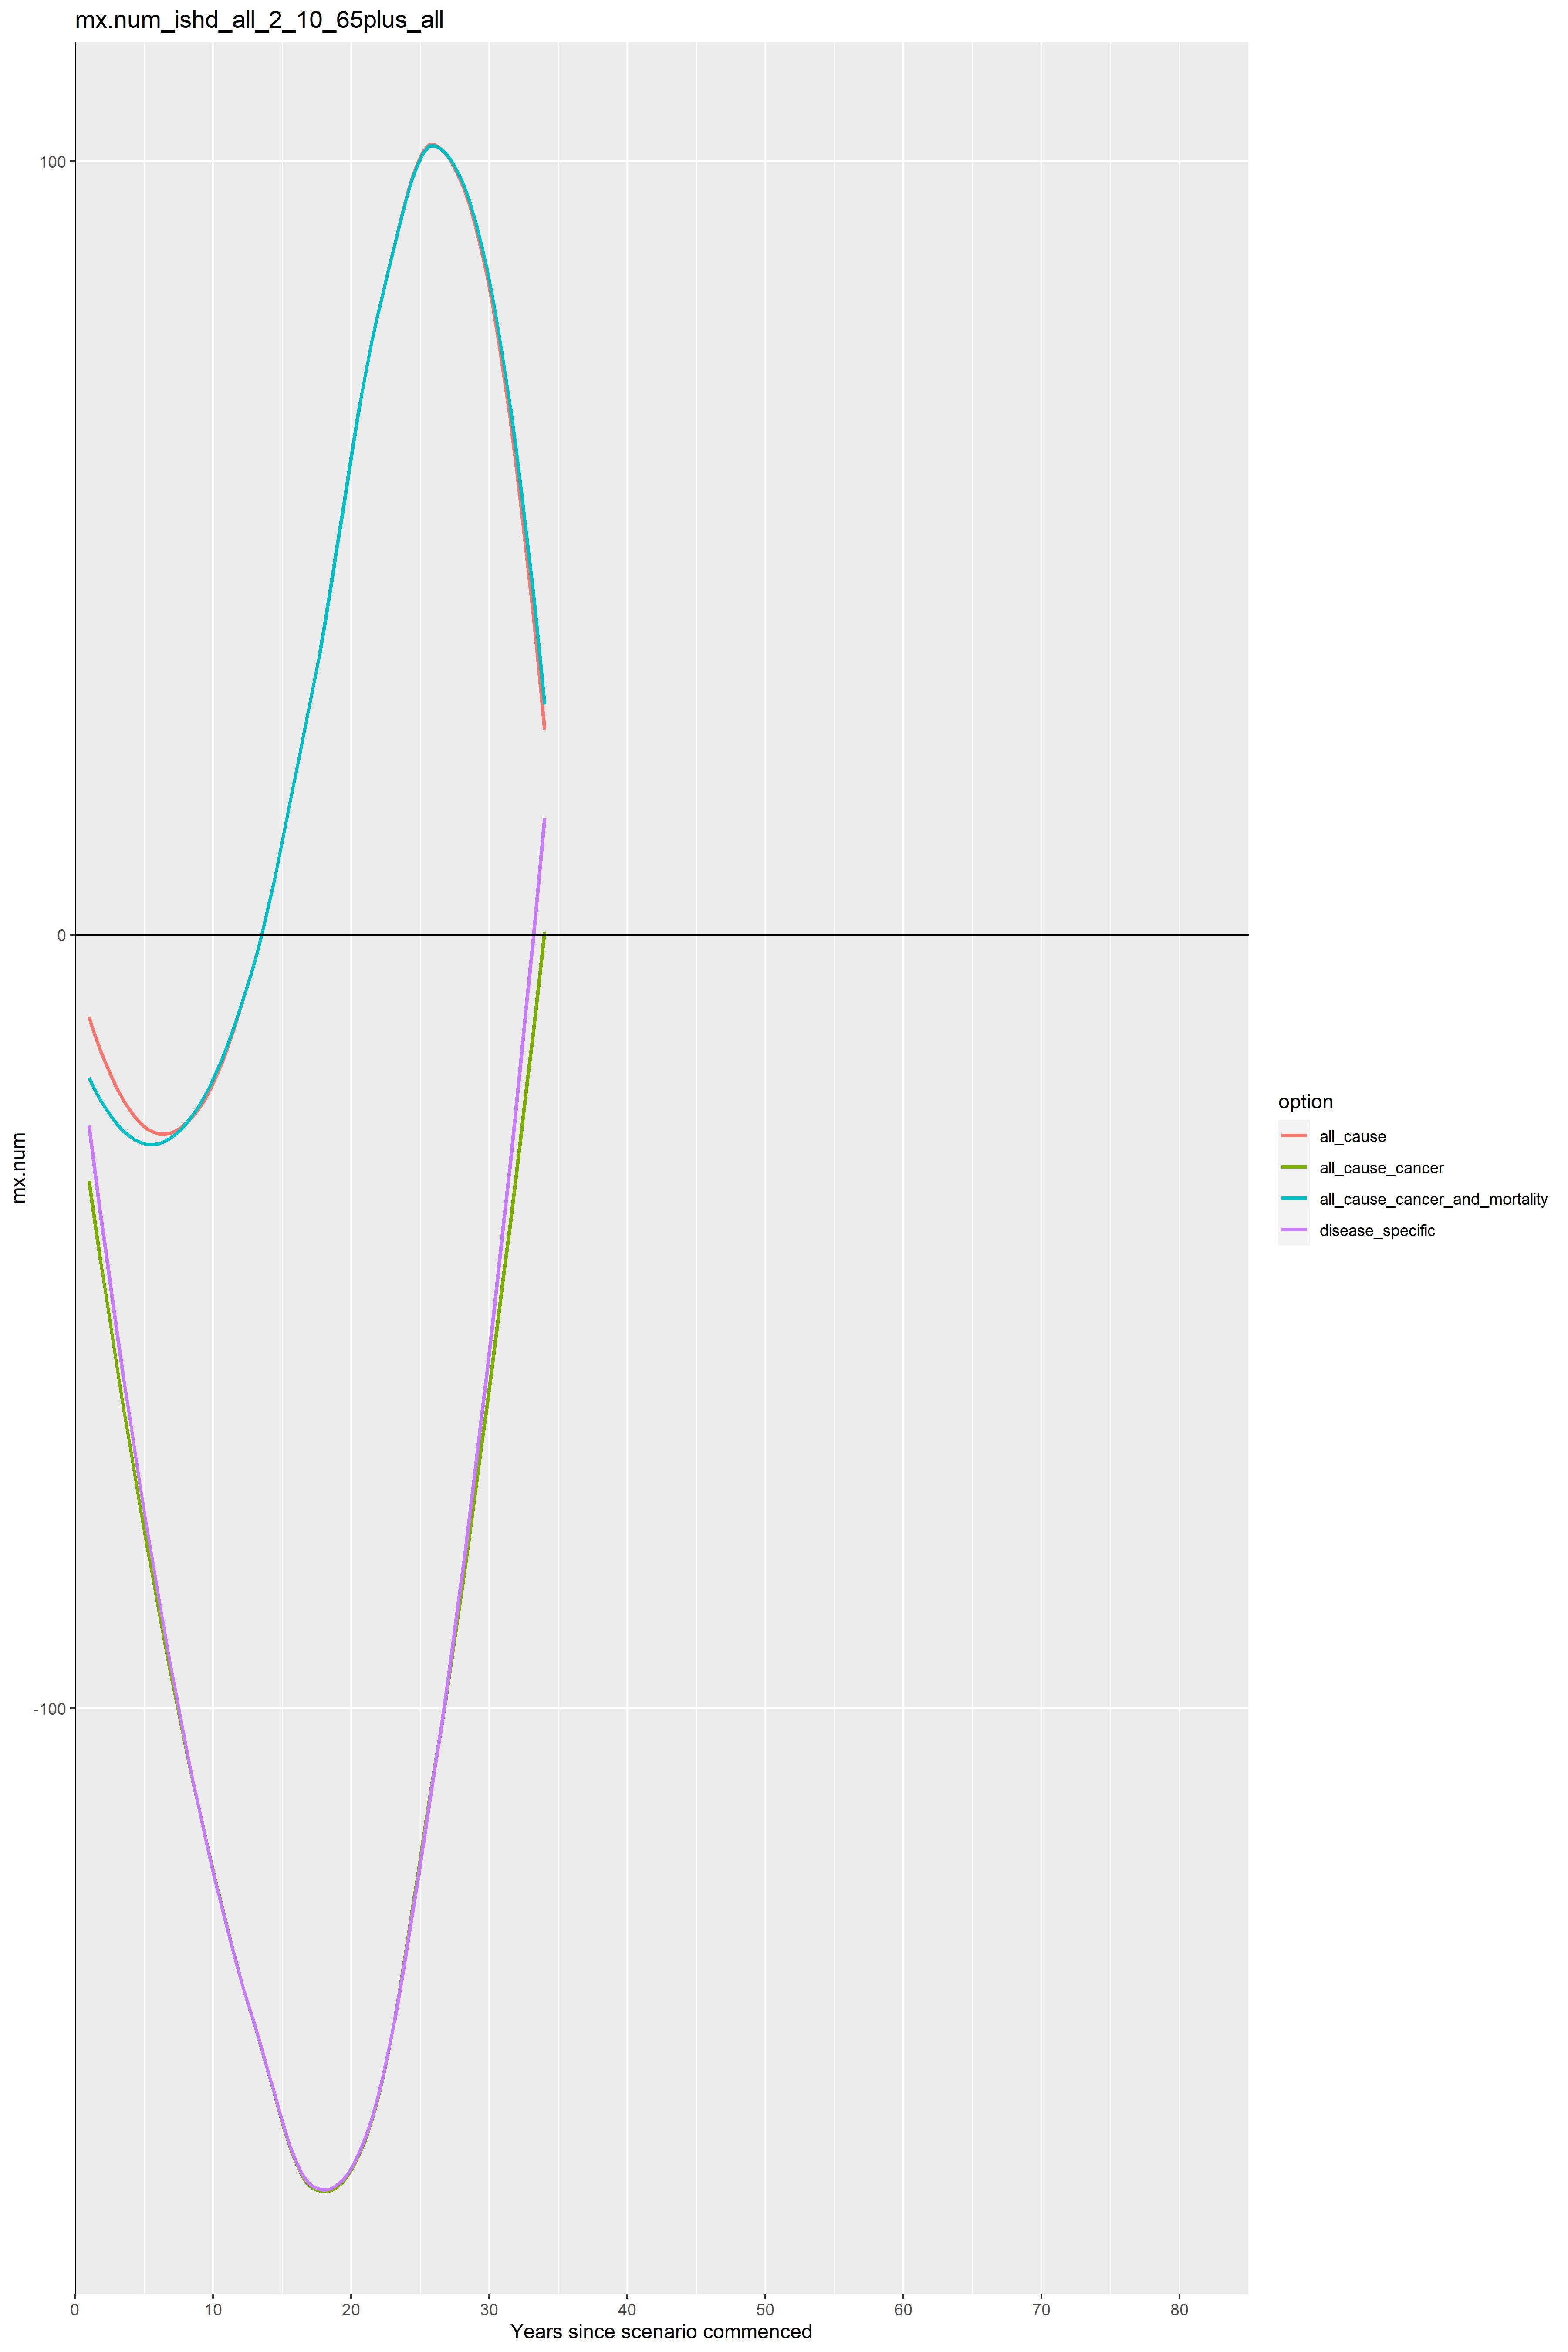 mx.num_ishd_all_2_10_65plus_all
100
0
-100
mx.num
0 10 20 30 40 50 60 70 80
Years since scenario commenced
option
all_cause
all_cause_cancer
all_cause_cancer_and_mortality
disease_specific